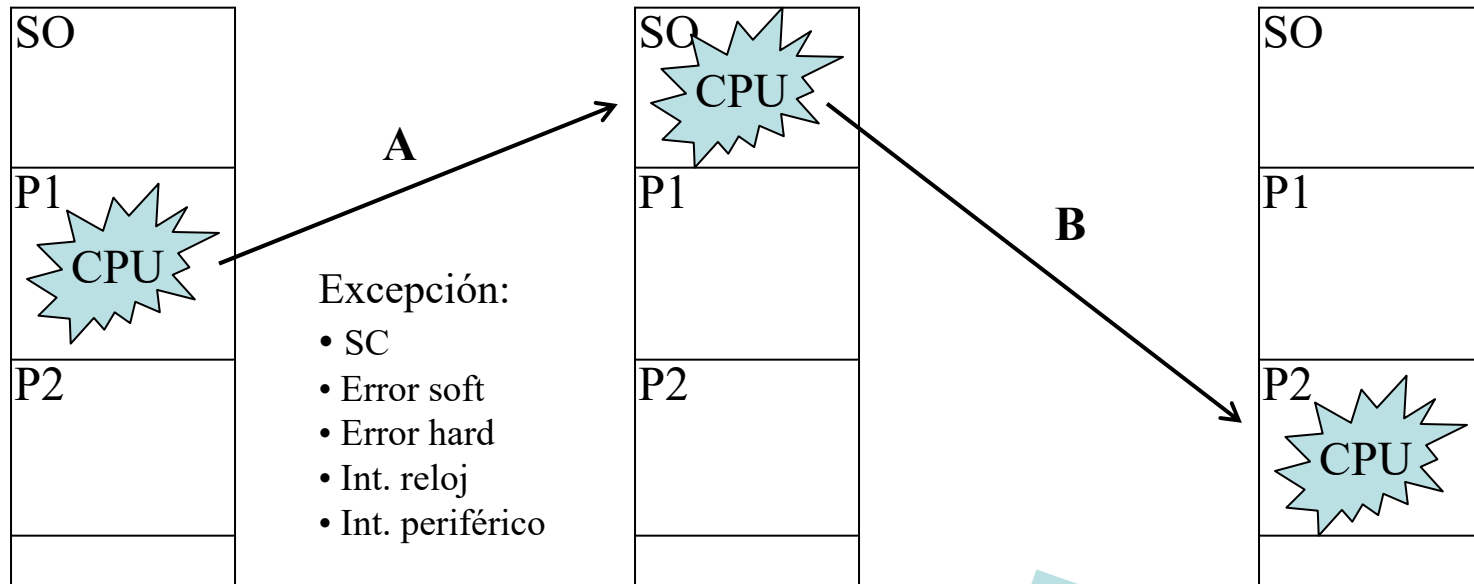 SO
CPU
P1
P2
A
Excepción:
• SC
• Error soft
• Error hard
• Int. reloj
• Int. periférico
SO
CPU
P1
P2
B
SO
P1
P2
CPU